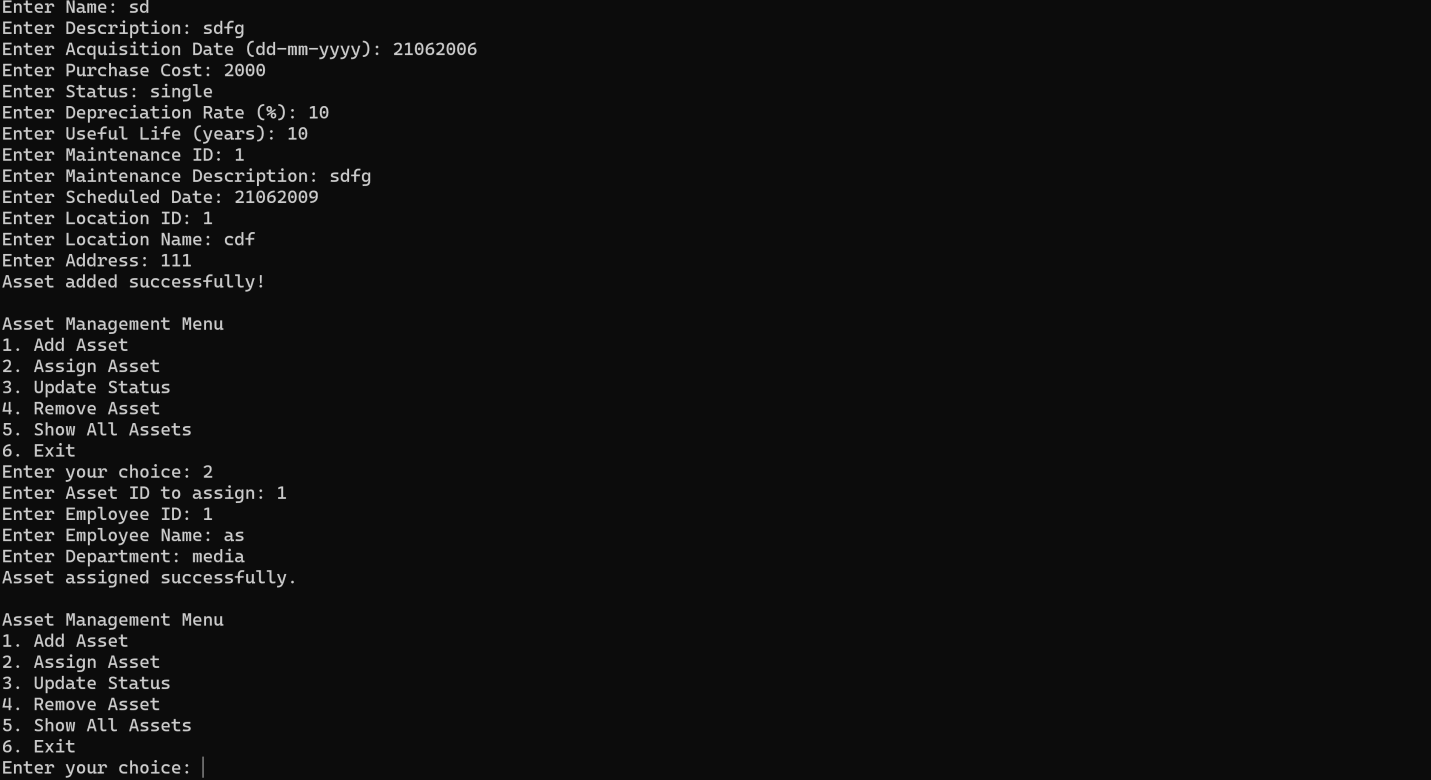 Enter Name: sd
Enter Description: sdfg
Enter Acquisition Date (dd-mm-yyyy): 21062006
Enter Purchase Cost: 2000
Enter Status: single
Enter Depreciation Rate (%): 10
Enter Useful Life (years): 10
Enter Maintenance ID: 1
Enter Maintenance Description: sdfg
Enter Scheduled Date: 21062009
Enter Location ID: 1
Enter Location Name: cdf
Enter Address: 111
Asset added successfully!

Asset Management Menu
1. Add Asset
2. Assign Asset
3. Update Status
4. Remove Asset
5. Show All Assets
6. Exit
Enter your choice: 2
Enter Asset ID to assign: 1
Enter Employee ID: 1
Enter Employee Name: as
Enter Department: media
Asset assigned successfully.

Asset Management Menu
1. Add Asset
2. Assign Asset
3. Update Status
4. Remove Asset
5. Show All Assets
6. Exit
Enter your choice: